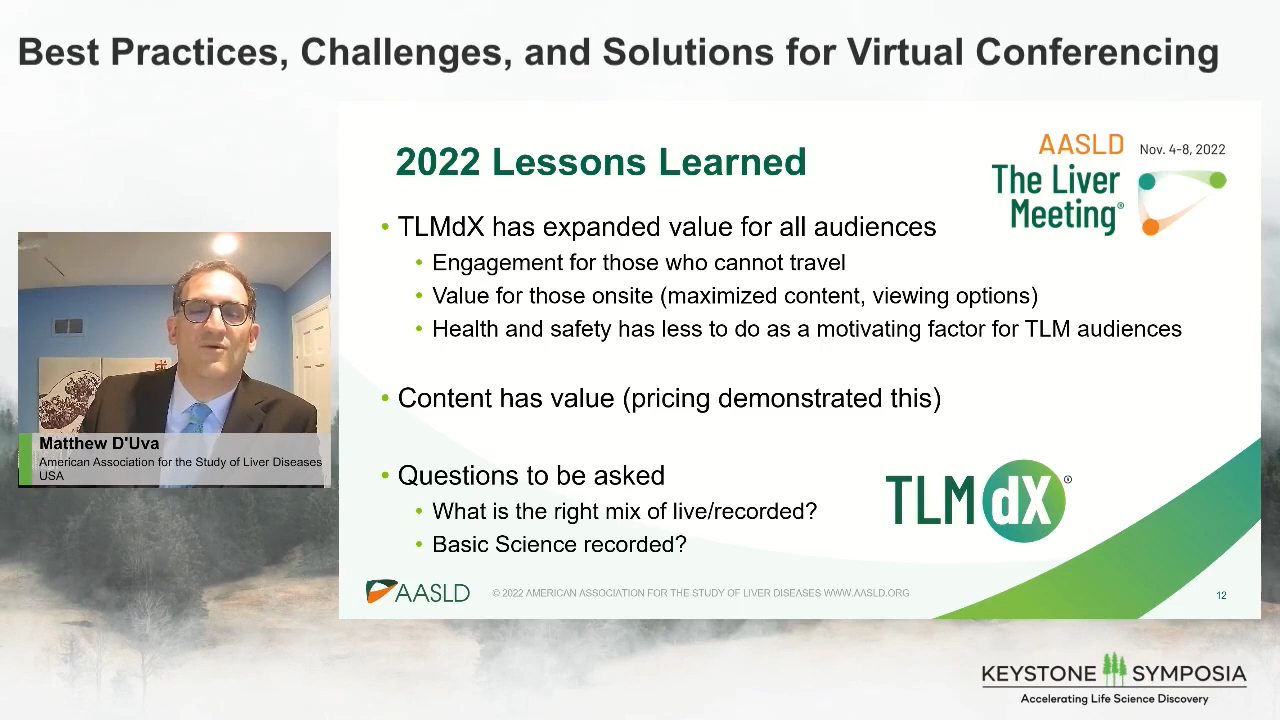 Best Practices, Challenges, and Solutions for Virtual Conferencing
2022 Lessons Learned
AASLD Nov. 4-8, 2022
The Liver
Meeting®
• TLMdX has expanded value for all audiences
• Engagement for those who cannot travel
• Value for those onsite (maximized content, viewing options)
• Health and safety has less to do as a motivating factor for TLM audiences
• Content has value (pricing demonstrated this)
• Questions to be asked
• What is the right mix of live/recorded?
• Basic Science recorded?
TLMdX®
Matthew D'Uva
American Association for the Study of Liver Diseases
USA
AASLD
© 2022 AMERICAN ASSOCIATION FOR THE STUDY OF LIVER DISEASES WWW.AASLD.ORG
12
KEYSTONE SYMPOSIA
Accelerating Life Science Discovery